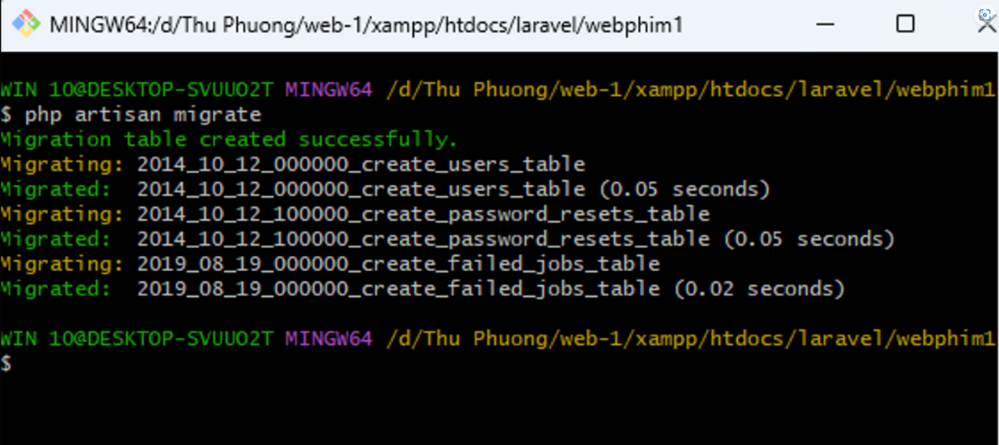 MINGW64:/d/Thu Phuong/web-1/xampp/htdocs/laravel/webphim1
WIN 10@DESKTOP-SVUUO2T MINGW64 /d/Thu Phuong/web-1/xampp/htdocs/laravel/webphim1
$ php artisan migrate
Migration table created successfully.
Migrating: 2014_10_12_000000_create_users_table
Migrated:  2014_10_12_000000_create_users_table (0.05 seconds)
Migrating: 2014_10_12_100000_create_password_resets_table
Migrated:  2014_10_12_100000_create_password_resets_table (0.05 seconds)
Migrating: 2019_08_19_000000_create_failed_jobs_table
Migrated:  2019_08_19_000000_create_failed_jobs_table (0.02 seconds)
WIN 10@DESKTOP-SVUUO2T MINGW64 /d/Thu Phuong/web-1/xampp/htdocs/laravel/webphim1
$